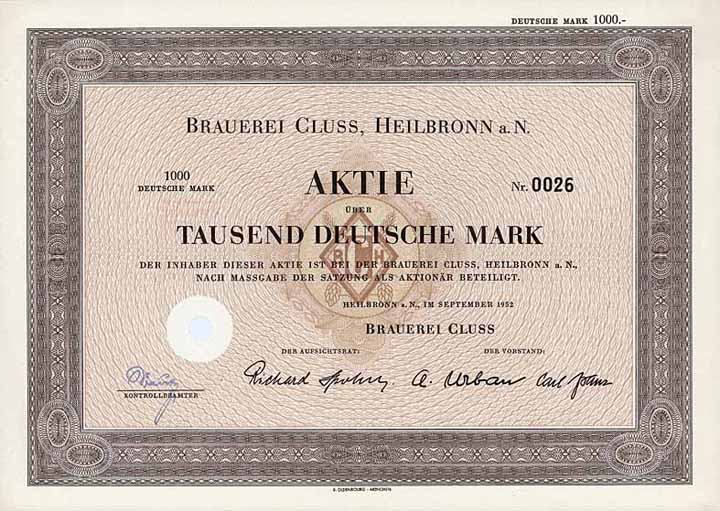 DEUTSCHE MARK 1000.-
BRAUEREI CLUSS, HEILBRONN a. N.
1000
DEUTSCHE MARK
AKTIE
Nr. 0026
ÜBER
TAUSEND DEUTSCHE MARK
DER INHABER DIESER AKTIE IST BEI DER BRAUEREI CLUSS, HEILBRONN a. N.,
NACH MASSGABE DER SATZUNG ALS AKTIONÄR BETEILIGT.
HEILBRONN a. N., IM SEPTEMBER 1952
BRAUEREI CLUSS
DER AUFSICHTSRAT:
DER VORSTAND:
Richard
A. Urban
Carl
KONTROLLBEAMTER
R. OLDENBOURG - MÜNCHEN